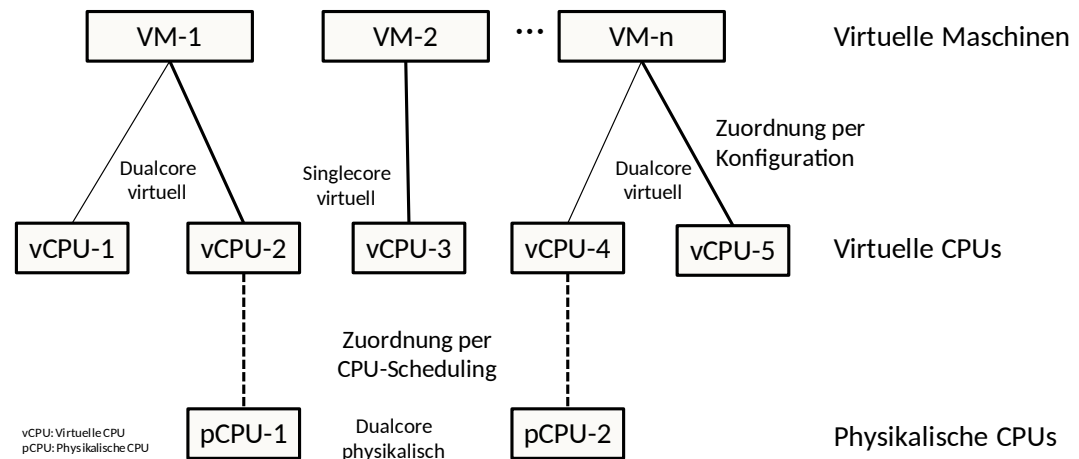 VM-1
VM-2
...
VM-n
Virtuelle Maschinen
Zuordnung per
Konfiguration
Dualcore
virtuell
Singlecore
virtuell
Dualcore
virtuell
vCPU-1
vCPU-2
vCPU-3
vCPU-4
vCPU-5
Virtuelle CPUs
Zuordnung per
CPU-Scheduling
vCPU: Virtuelle CPU
pCPU: Physikalische CPU
pCPU-1
Dualcore
physikalisch
pCPU-2
Physikalische CPUs